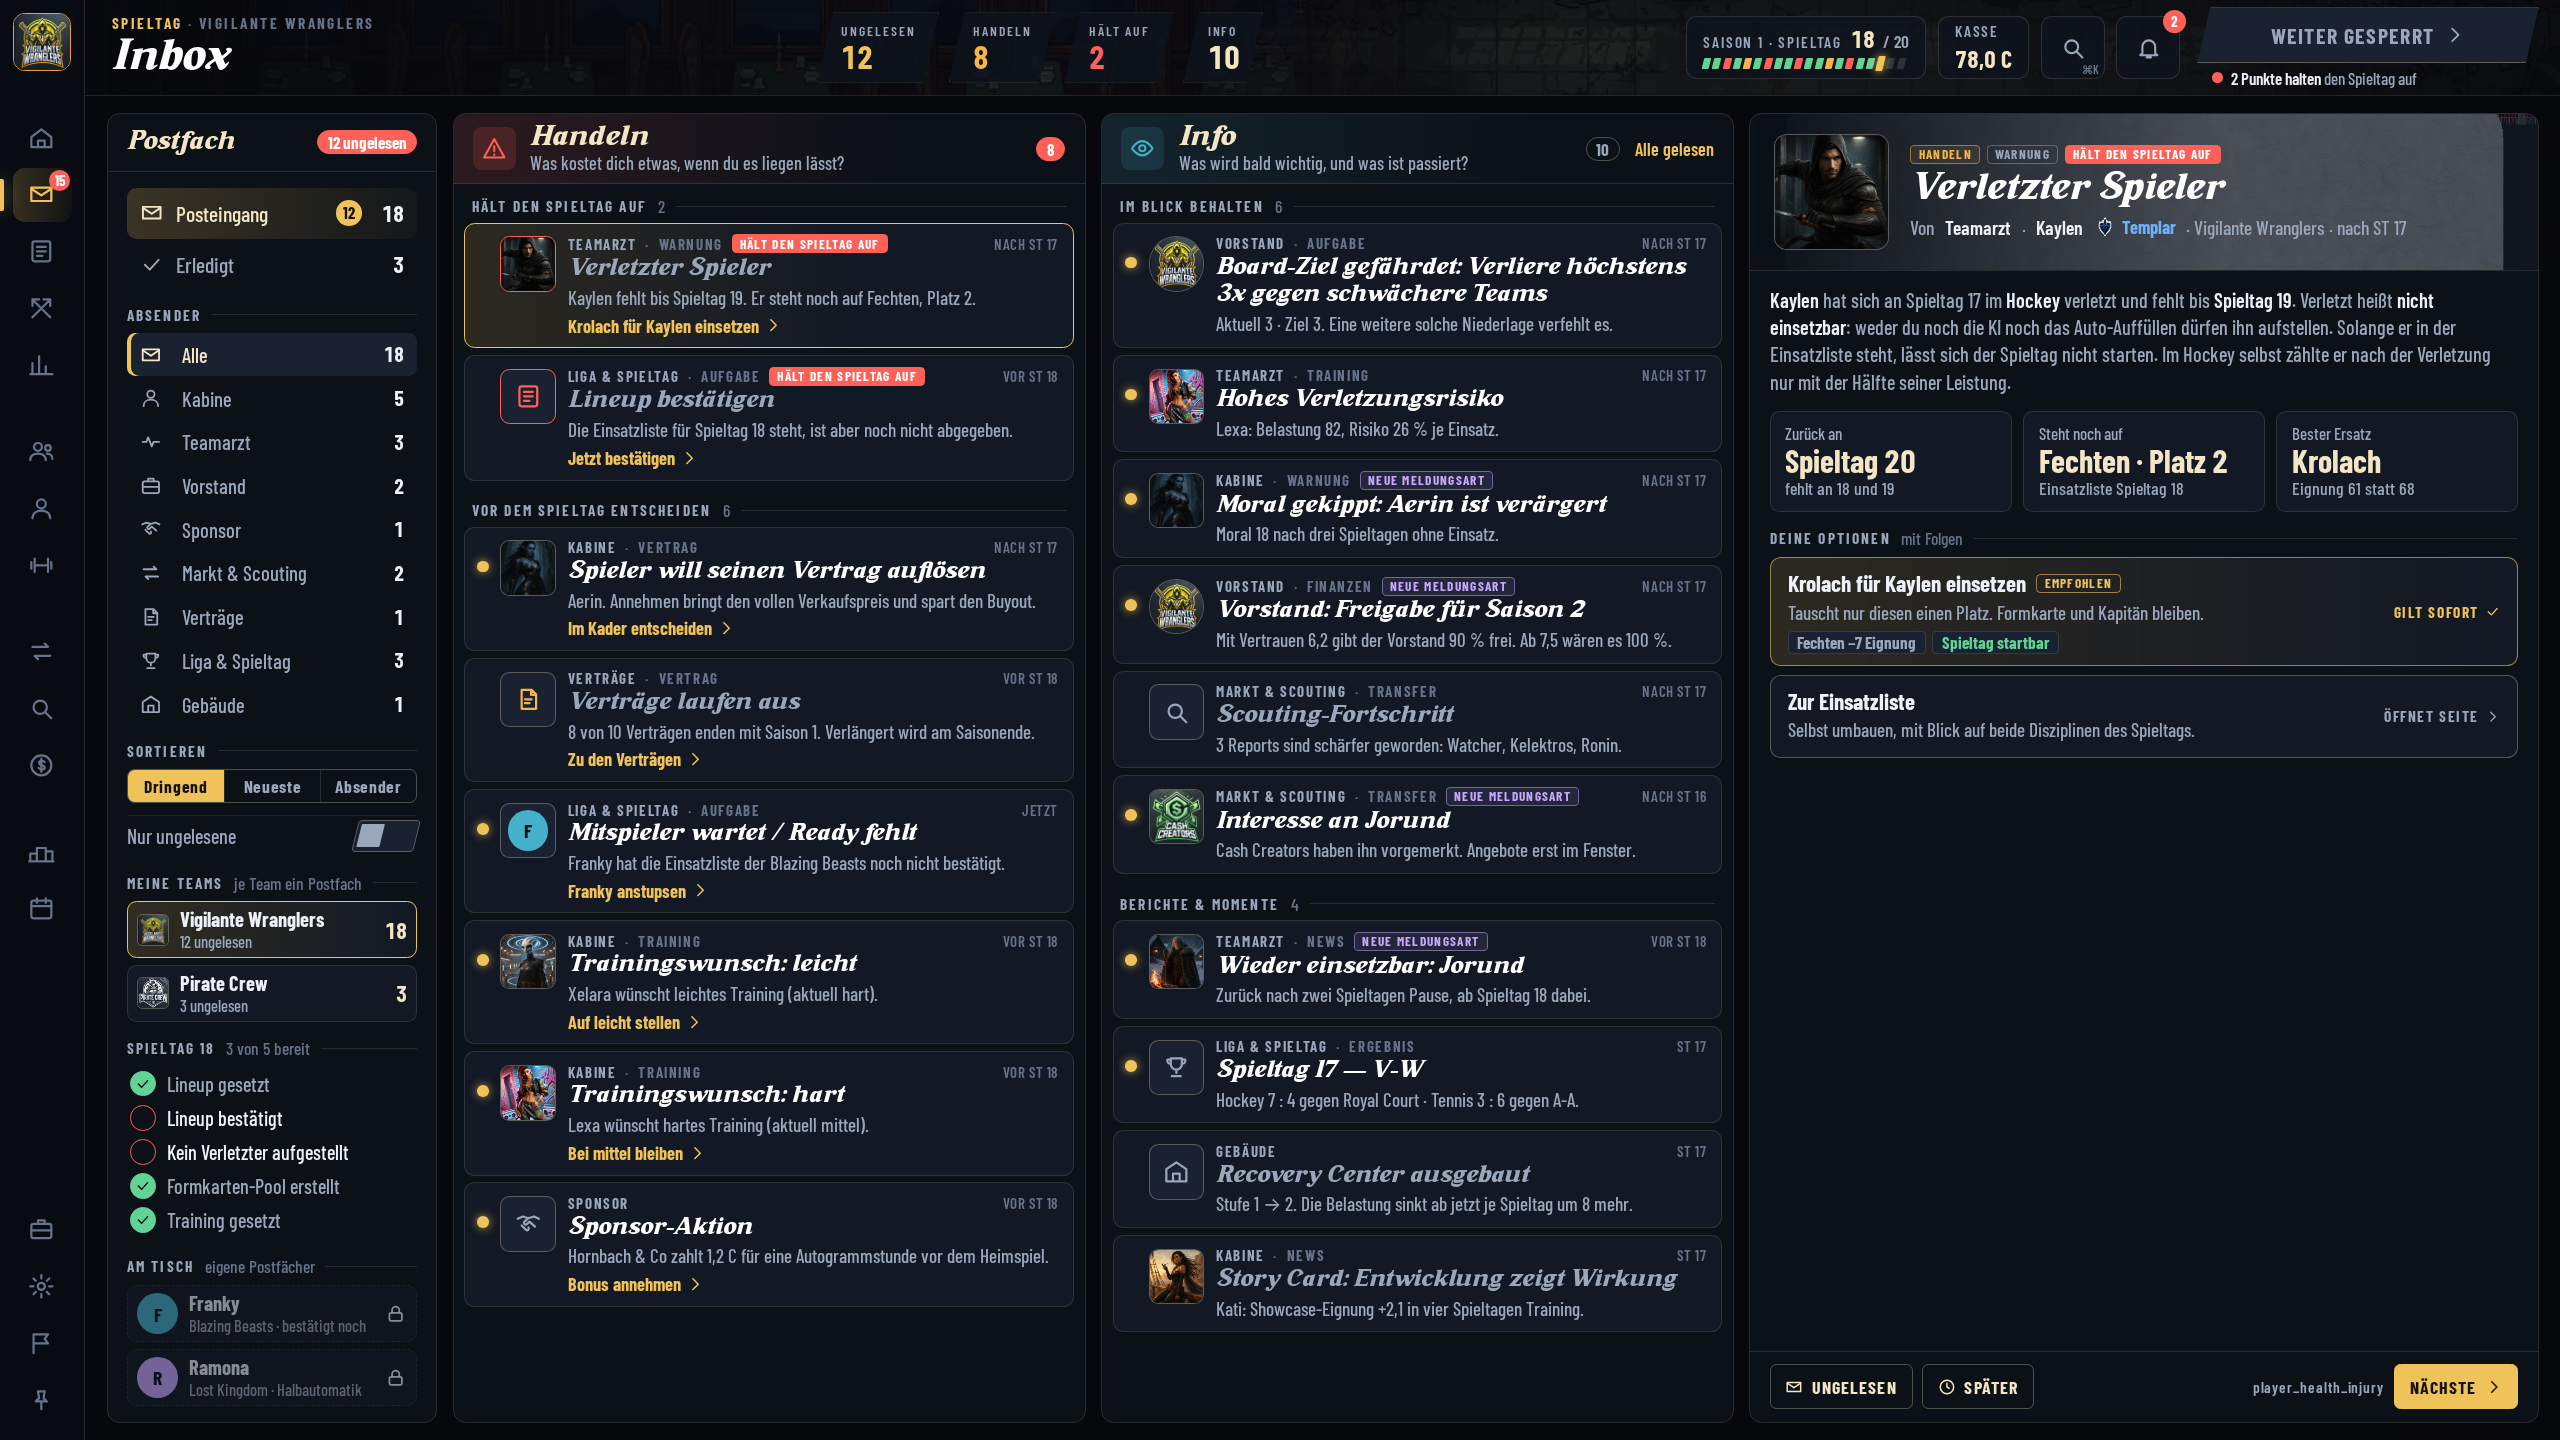 SPIELTAG · VIGILANTE WRANGLERS
Inbox
UNGELESEN
12
HANDELN
8
HÄLT AUF
2
INFO
10
SAISON 1 · SPIELTAG 18 / 20
KASSE
78,0 C
⌘K
2
WEITER GESPERRT
2 Punkte halten den Spieltag auf
15
Postfach
12 ungelesen
Posteingang 12 18
Erledigt 3
ABSENDER
Alle 18
Kabine 5
Teamarzt 3
Vorstand 2
Sponsor 1
Markt & Scouting 2
Verträge 1
Liga & Spieltag 3
Gebäude 1
SORTIEREN
Dringend Neueste Absender
Nur ungelesene
MEINE TEAMS je Team ein Postfach
Vigilante Wranglers
12 ungelesen
18
Pirate Crew
3 ungelesen
3
SPIELTAG 18 3 von 5 bereit
Lineup gesetzt
Lineup bestätigt
Kein Verletzter aufgestellt
Formkarten-Pool erstellt
Training gesetzt
AM TISCH eigene Postfächer
F
Franky
Blazing Beasts · bestätigt noch
R
Ramona
Lost Kingdom · Halbautomatik
Handeln
Was kostet dich etwas, wenn du es liegen lässt?
8
HÄLT DEN SPIELTAG AUF 2
TEAMARZT · WARNUNG HÄLT DEN SPIELTAG AUF NACH ST 17
Verletzter Spieler
Kaylen fehlt bis Spieltag 19. Er steht noch auf Fechten, Platz 2.
Krolach für Kaylen einsetzen
LIGA & SPIELTAG · AUFGABE HÄLT DEN SPIELTAG AUF VOR ST 18
Lineup bestätigen
Die Einsatzliste für Spieltag 18 steht, ist aber noch nicht abgegeben.
Jetzt bestätigen
VOR DEM SPIELTAG ENTSCHEIDEN 6
KABINE · VERTRAG NACH ST 17
Spieler will seinen Vertrag auflösen
Aerin. Annehmen bringt den vollen Verkaufspreis und spart den Buyout.
Im Kader entscheiden
VERTRÄGE · VERTRAG VOR ST 18
Verträge laufen aus
8 von 10 Verträgen enden mit Saison 1. Verlängert wird am Saisonende.
Zu den Verträgen
LIGA & SPIELTAG · AUFGABE JETZT
F
Mitspieler wartet / Ready fehlt
Franky hat die Einsatzliste der Blazing Beasts noch nicht bestätigt.
Franky anstupsen
KABINE · TRAINING VOR ST 18
Trainingswunsch: leicht
Xelara wünscht leichtes Training (aktuell hart).
Auf leicht stellen
KABINE · TRAINING VOR ST 18
Trainingswunsch: hart
Lexa wünscht hartes Training (aktuell mittel).
Bei mittel bleiben
SPONSOR VOR ST 18
Sponsor-Aktion
Hornbach & Co zahlt 1,2 C für eine Autogrammstunde vor dem Heimspiel.
Bonus annehmen
Info
Was wird bald wichtig, und was ist passiert?
10 Alle gelesen
IM BLICK BEHALTEN 6
VORSTAND · AUFGABE NACH ST 17
Board-Ziel gefährdet: Verliere höchstens
3x gegen schwächere Teams
Aktuell 3 · Ziel 3. Eine weitere solche Niederlage verfehlt es.
TEAMARZT · TRAINING NACH ST 17
Hohes Verletzungsrisiko
Lexa: Belastung 82, Risiko 26 % je Einsatz.
KABINE · WARNUNG NEUE MELDUNGSART NACH ST 17
Moral gekippt: Aerin ist verärgert
Moral 18 nach drei Spieltagen ohne Einsatz.
VORSTAND · FINANZEN NEUE MELDUNGSART NACH ST 17
Vorstand: Freigabe für Saison 2
Mit Vertrauen 6,2 gibt der Vorstand 90 % frei. Ab 7,5 wären es 100 %.
MARKT & SCOUTING · TRANSFER NACH ST 17
Scouting-Fortschritt
3 Reports sind schärfer geworden: Watcher, Kelektros, Ronin.
MARKT & SCOUTING · TRANSFER NEUE MELDUNGSART NACH ST 16
Interesse an Jorund
Cash Creators haben ihn vorgemerkt. Angebote erst im Fenster.
BERICHTE & MOMENTE 4
TEAMARZT · NEWS NEUE MELDUNGSART VOR ST 18
Wieder einsetzbar: Jorund
Zurück nach zwei Spieltagen Pause, ab Spieltag 18 dabei.
LIGA & SPIELTAG · ERGEBNIS ST 17
Spieltag 17 — V-W
Hockey 7 : 4 gegen Royal Court · Tennis 3 : 6 gegen A-A.
GEBÄUDE ST 17
Recovery Center ausgebaut
Stufe 1 → 2. Die Belastung sinkt ab jetzt je Spieltag um 8 mehr.
KABINE · NEWS ST 17
Story Card: Entwicklung zeigt Wirkung
Kati: Showcase-Eignung +2,1 in vier Spieltagen Training.
HANDELN WARNUNG HÄLT DEN SPIELTAG AUF
Verletzter Spieler
Von Teamarzt · Kaylen Templar · Vigilante Wranglers · nach ST 17
Kaylen hat sich an Spieltag 17 im Hockey verletzt und fehlt bis Spieltag 19. Verletzt heißt nicht
einsetzbar: weder du noch die KI noch das Auto-Auffüllen dürfen ihn aufstellen. Solange er in der
Einsatzliste steht, lässt sich der Spieltag nicht starten. Im Hockey selbst zählte er nach der Verletzung
nur mit der Hälfte seiner Leistung.
Zurück an
Spieltag 20
fehlt an 18 und 19
Steht noch auf
Fechten · Platz 2
Einsatzliste Spieltag 18
Bester Ersatz
Krolach
Eignung 61 statt 68
DEINE OPTIONEN mit Folgen
Krolach für Kaylen einsetzen EMPFOHLEN
Tauscht nur diesen einen Platz. Formkarte und Kapitän bleiben.
Fechten −7 Eignung Spieltag startbar
GILT SOFORT
Zur Einsatzliste
Selbst umbauen, mit Blick auf beide Disziplinen des Spieltags.
ÖFFNET SEITE
UNGELESEN SPÄTER player_health_injury NÄCHSTE